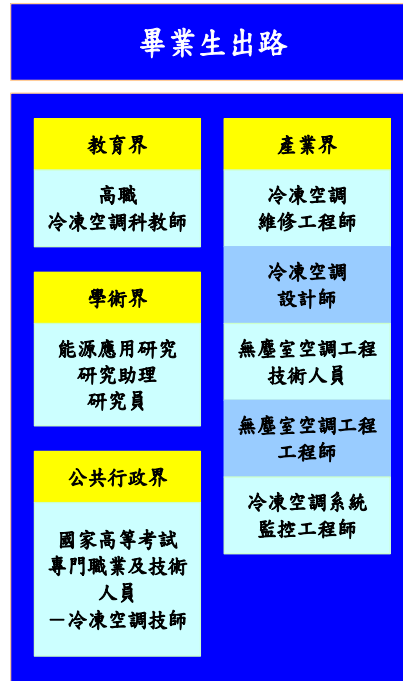 畢業生出路
教育界
高職
冷凍空調科教師
學術界
能源應用研究
研究助理
研究員
公共行政界
國家高等考試
專門職業及技術
人員
－冷凍空調技師
產業界
冷凍空調
維修工程師
冷凍空調
設計師
無塵室空調工程
技術人員
無塵室空調工程
工程師
冷凍空調系統
監控工程師